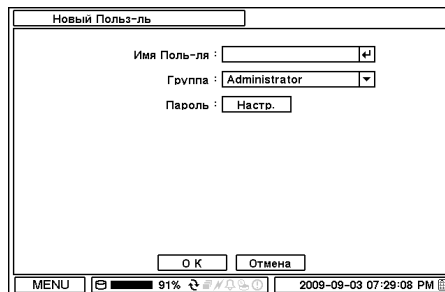 Новый Польз-ль
Имя Поль-ля :
Группа : Administrator
Пароль : Настр.
O K Отмена
MENU 91% 2009-09-03 07:29:08 PM